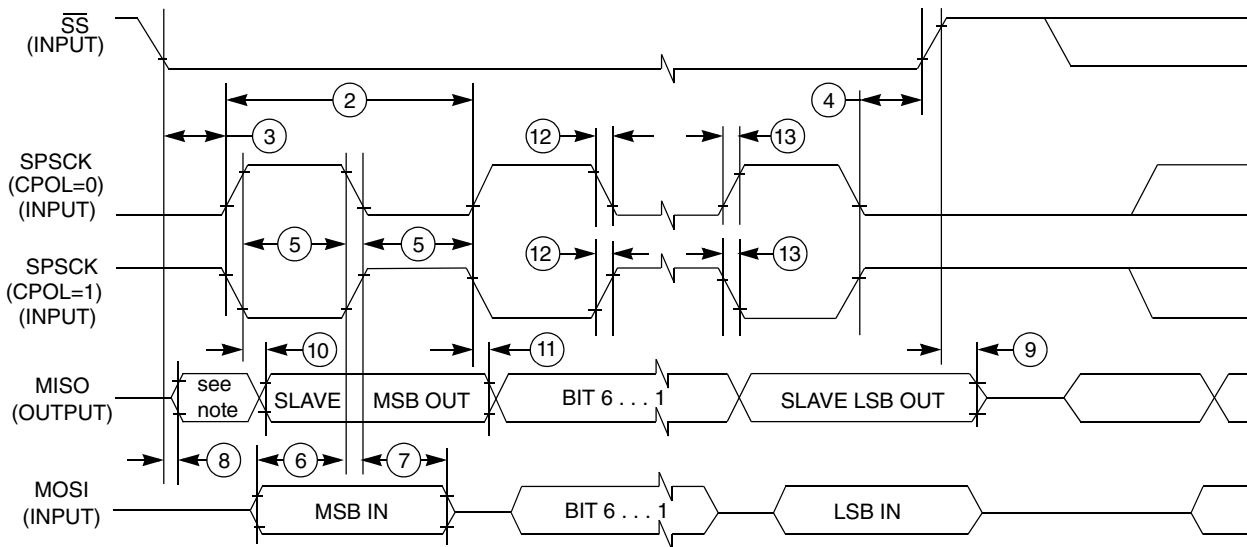 SS
(INPUT)
2
4
3
12
13
SPSCK
(CPOL=0)
(INPUT)
5
5
SPSCK
(CPOL=1)
(INPUT)
12
13
10
11
9
MISO
(OUTPUT)
see
note
SLAVE
MSB OUT
BIT 6 . . . 1
SLAVE LSB OUT
8
6
7
MOSI
(INPUT)
MSB IN
BIT 6 . . . 1
LSB IN